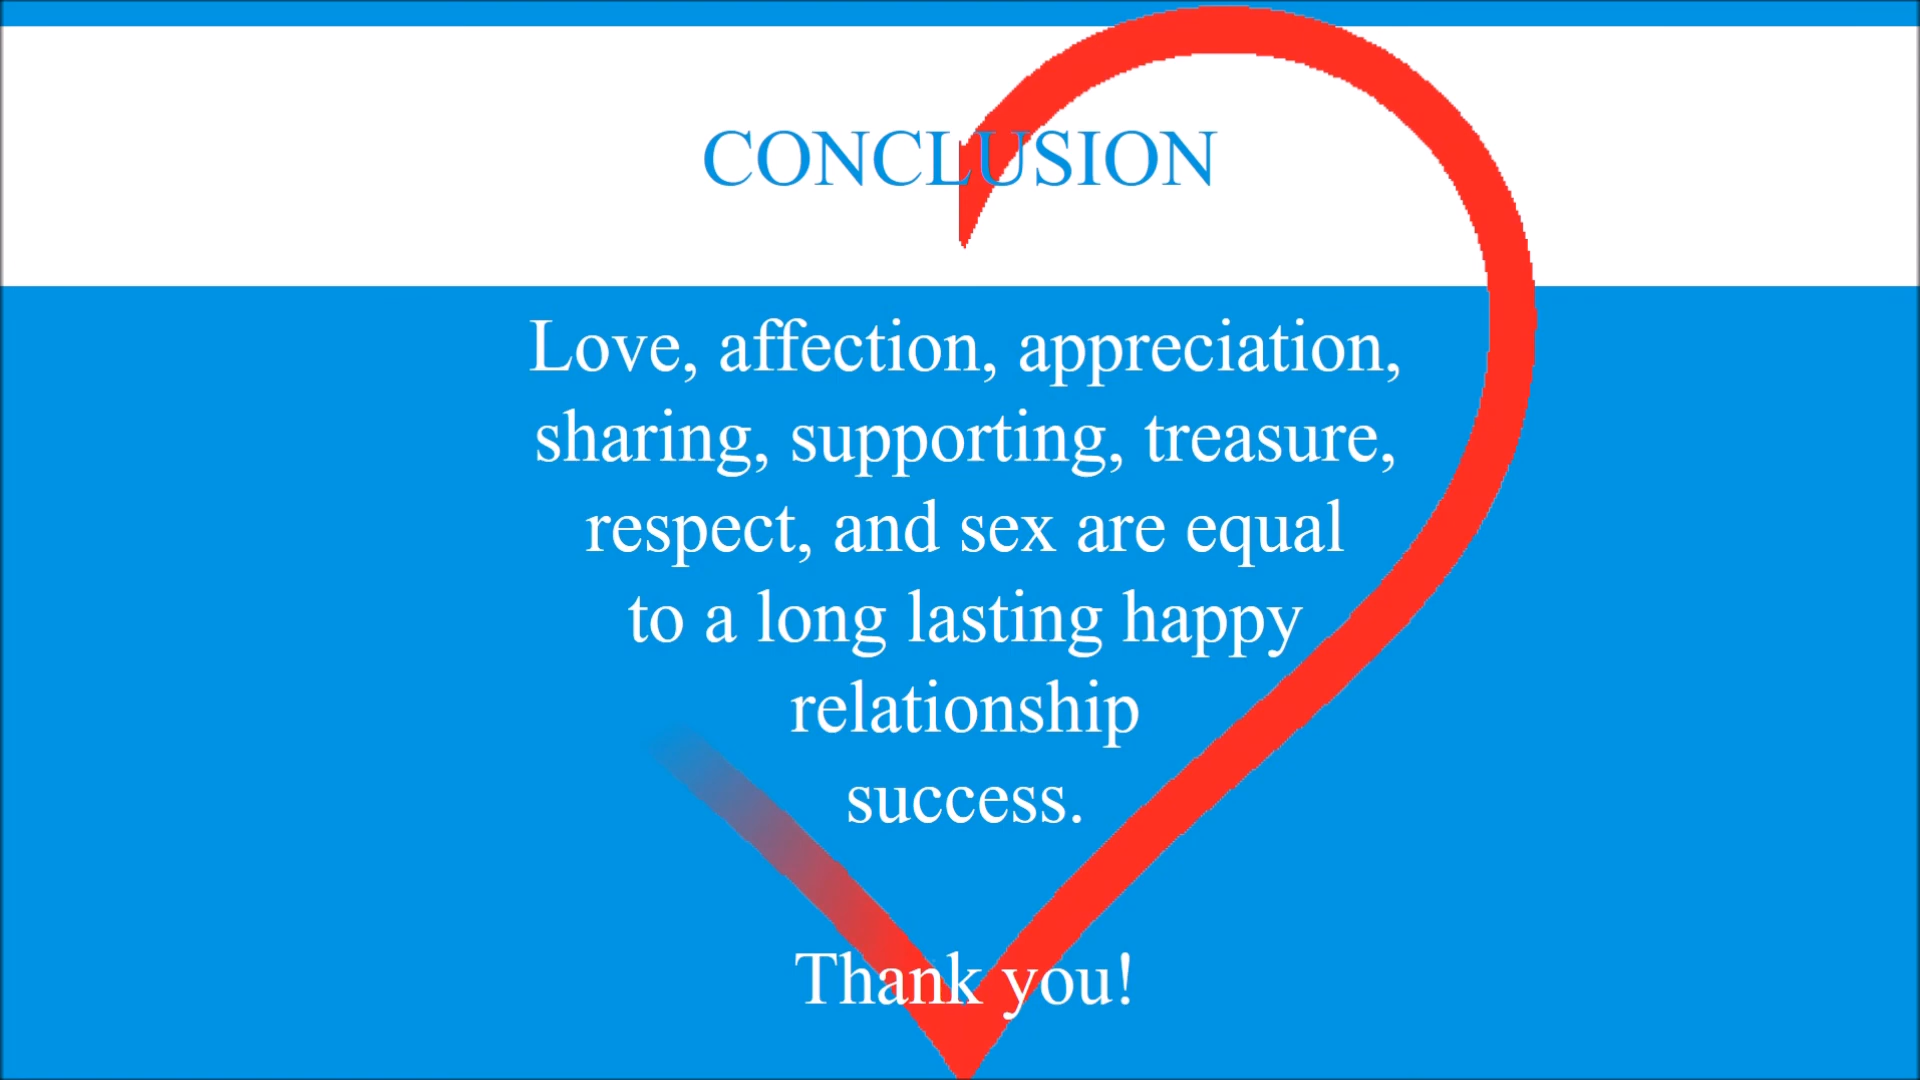 CONCLUSION
Love, affection, appreciation,
sharing, supporting, treasure,
respect, and sex are equal
to a long lasting happy
relationship
success.
Thank you!